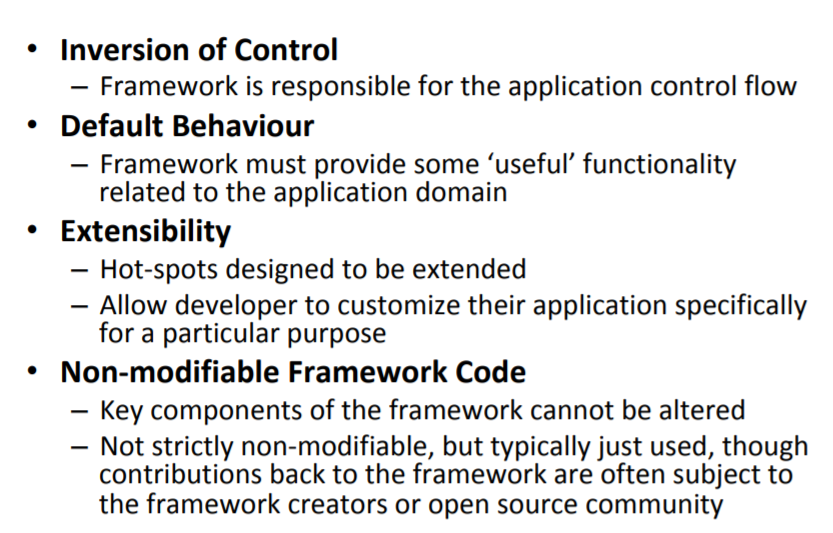 • Inversion of Control
– Framework is responsible for the application control flow
• Default Behaviour
– Framework must provide some ‘useful’ functionality
related to the application domain
• Extensibility
– Hot-spots designed to be extended
– Allow developer to customize their application specifically
for a particular purpose
• Non-modifiable Framework Code
– Key components of the framework cannot be altered
– Not strictly non-modifiable, but typically just used, though
contributions back to the framework are often subject to
the framework creators or open source community